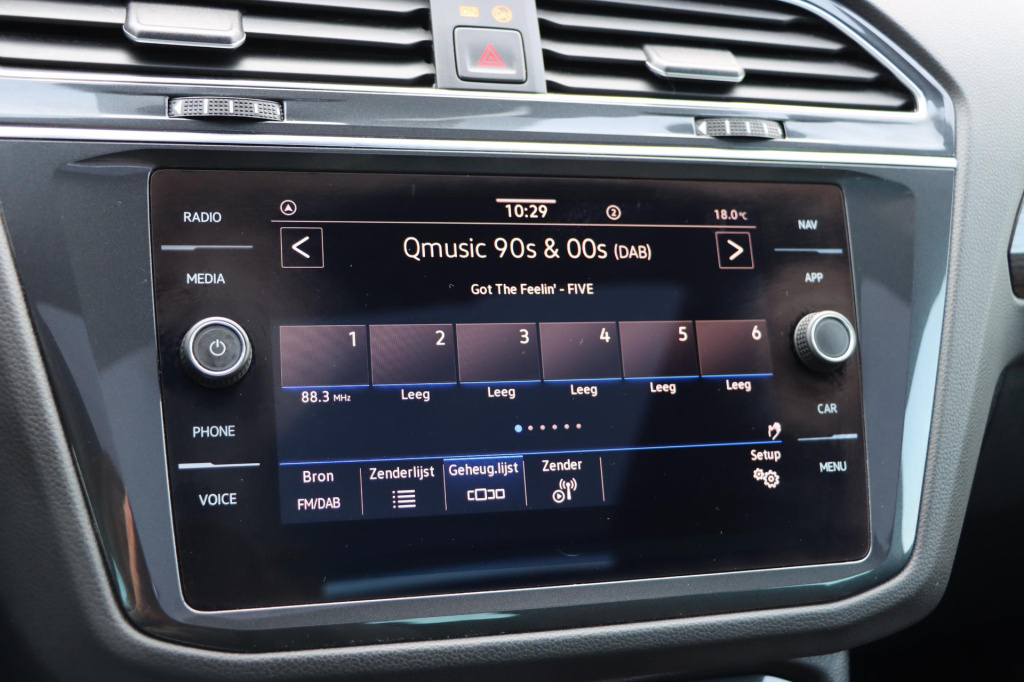 RADIO
MEDIA
PHONE
VOICE
10:29
2
18.0°C
Qmusic 90s & 00s (DAB)
Got The Feelin' - FIVE
1 2 3 4 5 6
88.3 MHz Leeg Leeg Leeg Leeg Leeg
Bron Zenderlijst Geheug.lijst Zender Setup
FM/DAB
NAV
APP
CAR
MENU